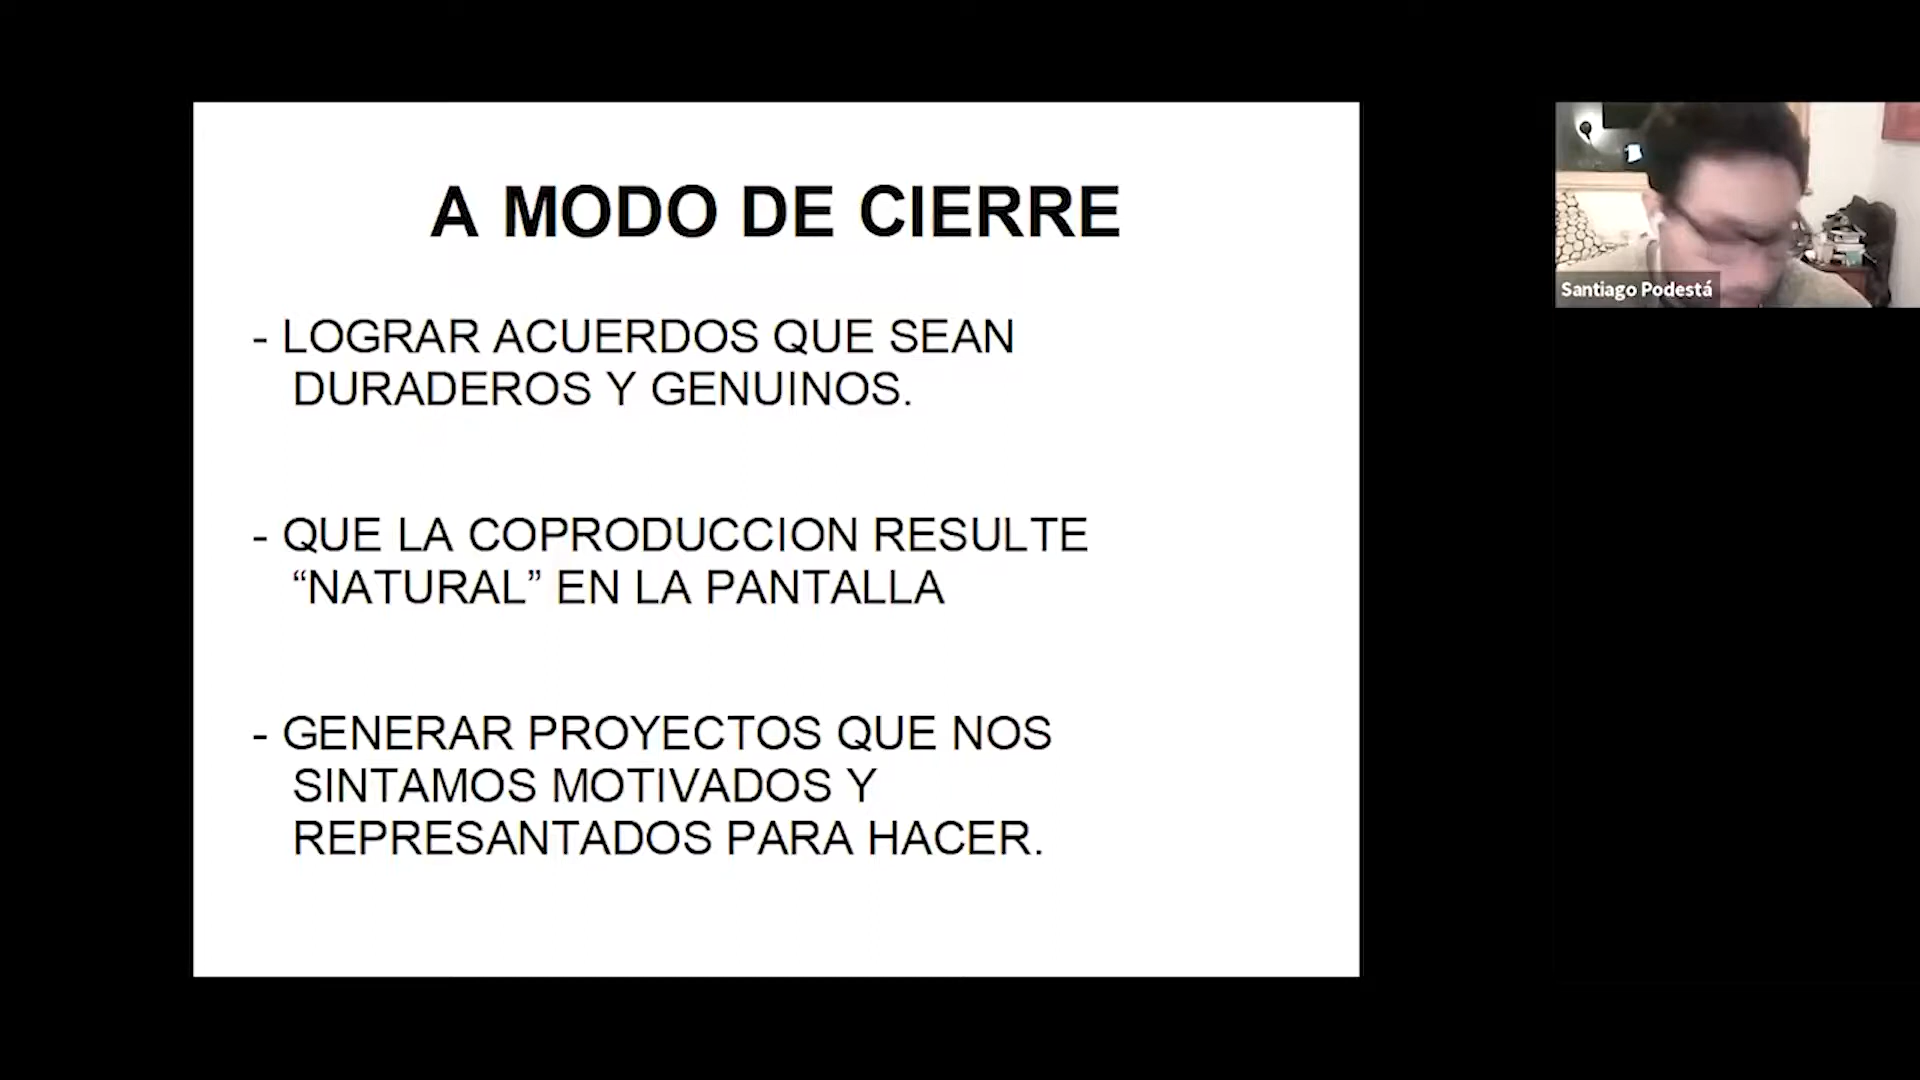 A MODO DE CIERRE
- LOGRAR ACUERDOS QUE SEAN
DURADEROS Y GENUINOS.
- QUE LA COPRODUCCION RESULTE
“NATURAL” EN LA PANTALLA
- GENERAR PROYECTOS QUE NOS
SINTAMOS MOTIVADOS Y
REPRESANTADOS PARA HACER.
Santiago Podestá